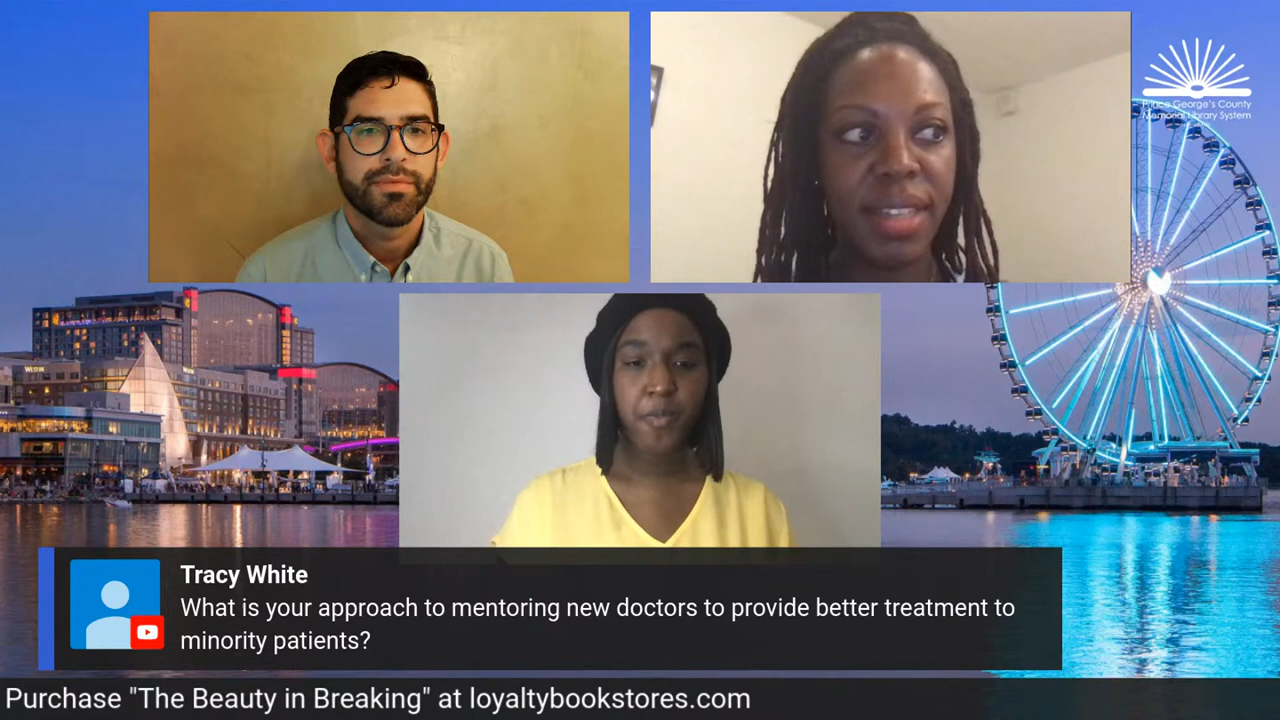 Prince George's County
Memorial Library System
WESTIN
Tracy White
What is your approach to mentoring new doctors to provide better treatment to
minority patients?
Purchase "The Beauty in Breaking" at loyaltybookstores.com